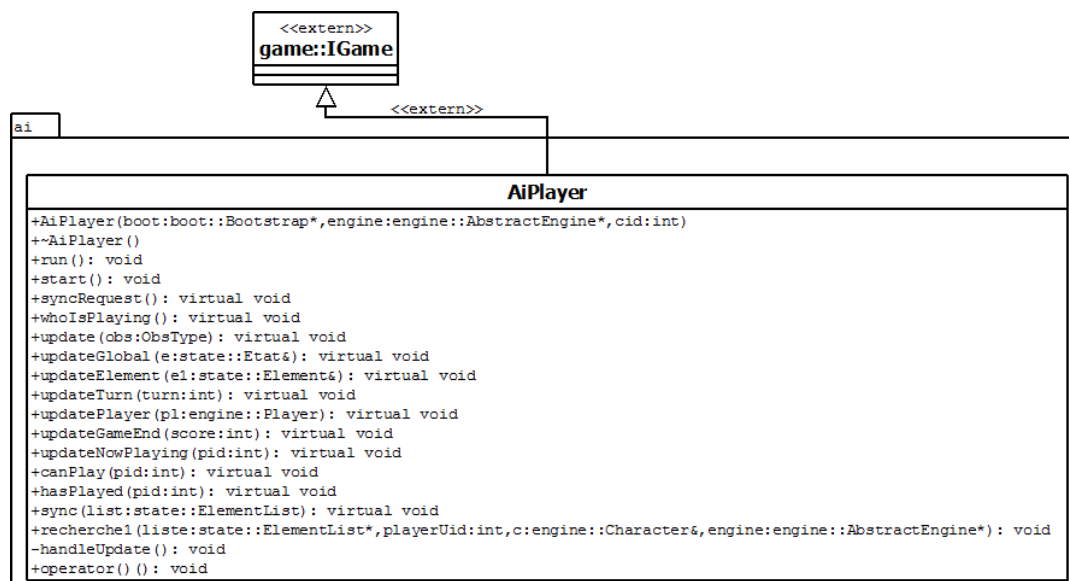 <<extern>>
game::IGame
<<extern>>
ai
AiPlayer
+AiPlayer(boot:boot::Bootstrap*,engine:engine::AbstractEngine*,cid:int)
+~AiPlayer()
+run(): void
+start(): void
+syncRequest(): virtual void
+whoIsPlaying(): virtual void
+update(obs:ObsType): virtual void
+updateGlobal(e:state::Etat&): virtual void
+updateElement(el:state::Element&): virtual void
+updateTurn(turn:int): virtual void
+updatePlayer(pl:engine::Player): virtual void
+updateGameEnd(score:int): virtual void
+updateNowPlaying(pid:int): virtual void
+canPlay(pid:int): virtual void
+hasPlayed(pid:int): virtual void
+sync(list:state::ElementList): virtual void
+recherche1(liste:state::ElementList*,playerUid:int,c:engine::Character&,engine:engine::AbstractEngine*): void
-handleUpdate(): void
+operator()(): void